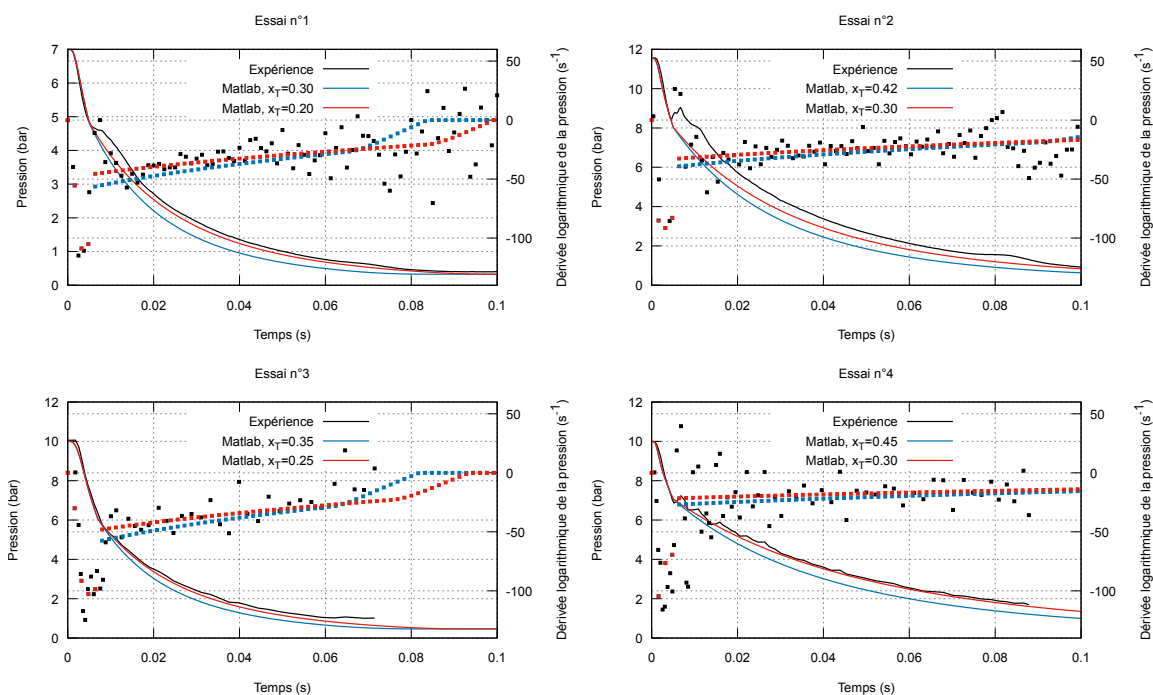 Essai n°1
Pression (bar)
7
6
5
4
3
2
1
0
Expérience
Matlab, xT=0.30
Matlab, xT=0.20
50
0
-50
-100
Dérivée logarithmique de la pression (s-1)
0 0.02 0.04 0.06 0.08 0.1
Temps (s)
Essai n°2
Pression (bar)
12
10
8
6
4
2
0
Expérience
Matlab, xT=0.42
Matlab, xT=0.30
50
0
-50
-100
Dérivée logarithmique de la pression (s-1)
0 0.02 0.04 0.06 0.08 0.1
Temps (s)
Essai n°3
Pression (bar)
12
10
8
6
4
2
0
Expérience
Matlab, xT=0.35
Matlab, xT=0.25
50
0
-50
-100
Dérivée logarithmique de la pression (s-1)
0 0.02 0.04 0.06 0.08 0.1
Temps (s)
Essai n°4
Pression (bar)
12
10
8
6
4
2
0
Expérience
Matlab, xT=0.45
Matlab, xT=0.30
50
0
-50
-100
Dérivée logarithmique de la pression (s-1)
0 0.02 0.04 0.06 0.08 0.1
Temps (s)